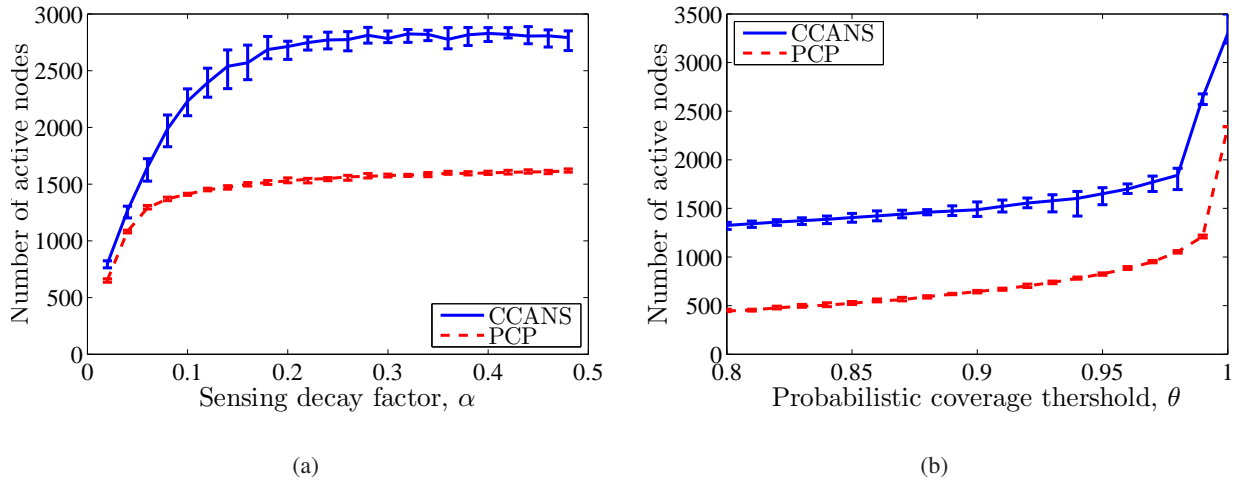 3000
2500
2000
1500
1000
500
0
Number of active nodes
CCANS
PCP
0 0.1 0.2 0.3 0.4 0.5
Sensing decay factor, α
(a)
3500
3000
2500
2000
1500
1000
500
0
Number of active nodes
CCANS
PCP
0.8 0.85 0.9 0.95 1
Probabilistic coverage thershold, θ
(b)